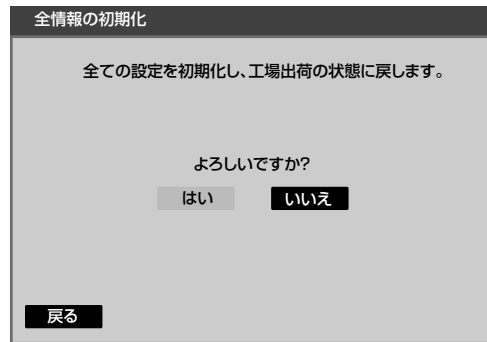 全情報の初期化
全ての設定を初期化し、工場出荷の状態に戻します。
よろしいですか?
はい いいえ
戻る